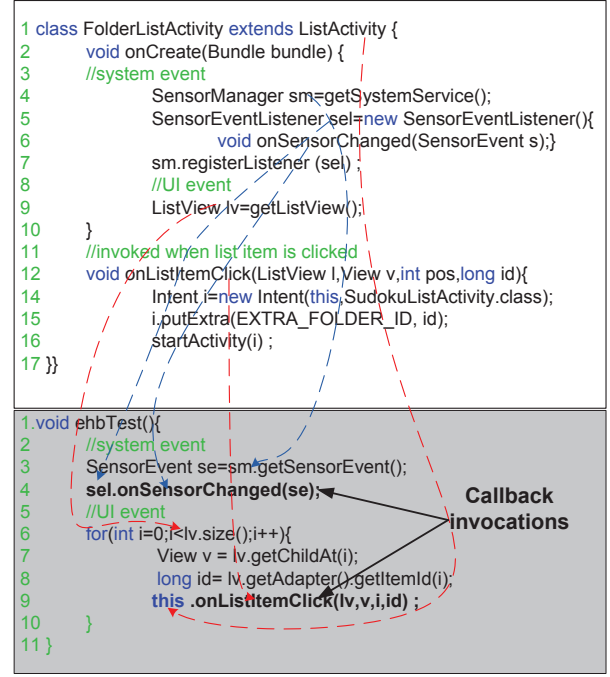 1 class FolderListActivity extends ListActivity {
2 void onCreate(Bundle bundle) {
3 //system event
4 SensorManager sm=getSystemService();
5 SensorEventListener sel=new SensorEventListener(){
6 void onSensorChanged(SensorEvent s);}
7 sm.registerListener (sel) ;
8 //UI event
9 ListView lv=getListView();
10 }
11 //invoked when list item is clicked
12 void onListItemClick(ListView l,View v,int pos,long id){
14 Intent i=new Intent(this,SudokuListActivity.class);
15 i.putExtra(EXTRA_FOLDER_ID, id);
16 startActivity(i) ;
17 }}
1.void ehbTest(){
2 //system event
3 SensorEvent se=sm.getSensorEvent();
4 sel.onSensorChanged(se);
5 //UI event
6 for(int i=0;i<lv.size();i++){
7 View v = lv.getChildAt(i);
8 long id= lv.getAdapter().getItemId(i);
9 this .onListItemClick(lv,v,i,id) ;
10 }
11 }
Callback
invocations